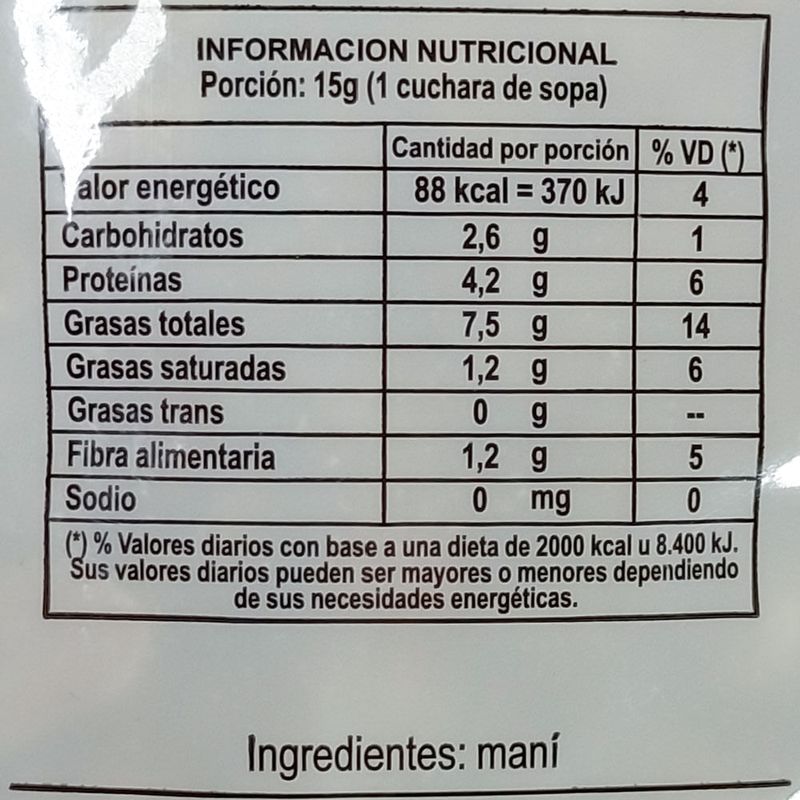 INFORMACION NUTRICIONAL
Porción: 15g (1 cuchara de sopa)
Cantidad por porción % VD (*)
alor energético 88 kcal = 370 kJ 4
Carbohidratos 2,6 g 1
Proteínas 4,2 g 6
Grasas totales 7,5 g 14
Grasas saturadas 1,2 g 6
Grasas trans 0 g --
Fibra alimentaria 1,2 g 5
Sodio 0 mg 0
(*) % Valores diarios con base a una dieta de 2000 kcal u 8.400 kJ.
Sus valores diarios pueden ser mayores o menores dependiendo
de sus necesidades energéticas.
Ingredientes: maní